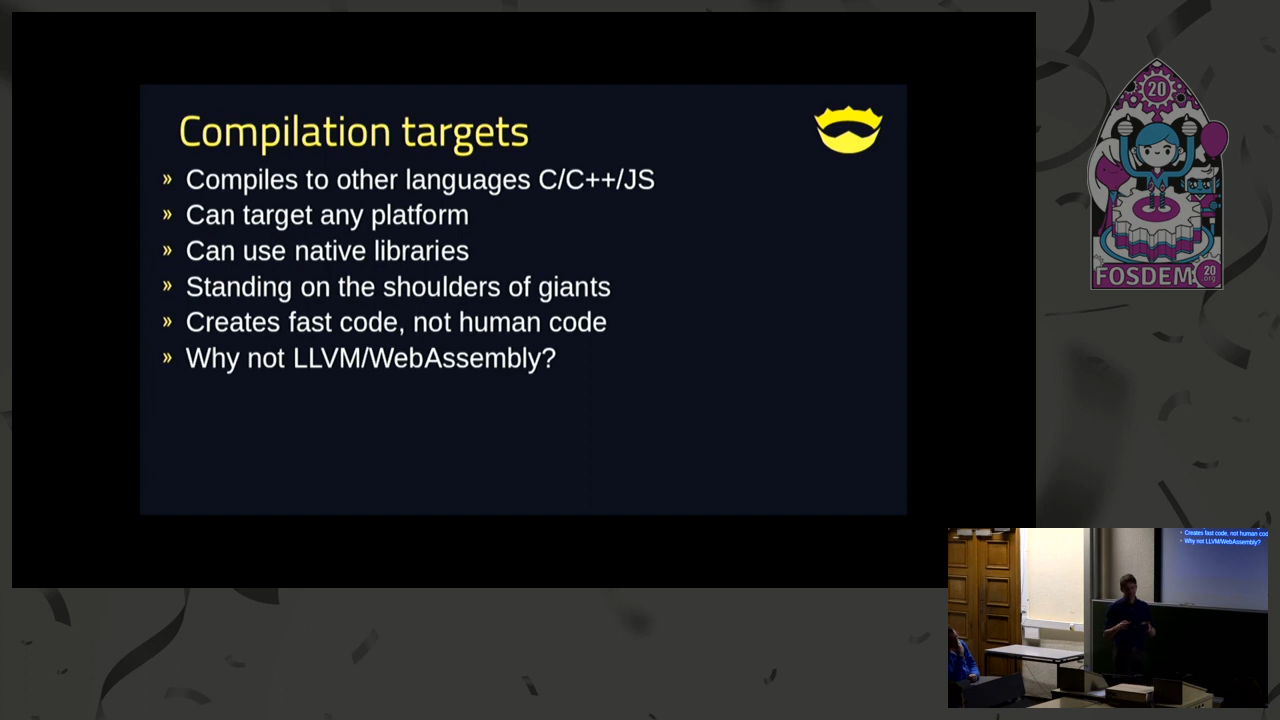 Compilation targets
» Compiles to other languages C/C++/JS
» Can target any platform
» Can use native libraries
» Standing on the shoulders of giants
» Creates fast code, not human code
» Why not LLVM/WebAssembly?
20
FOSDEM
20
.org
Creates fast code, not human cod
Why not LLVM/WebAssembly?